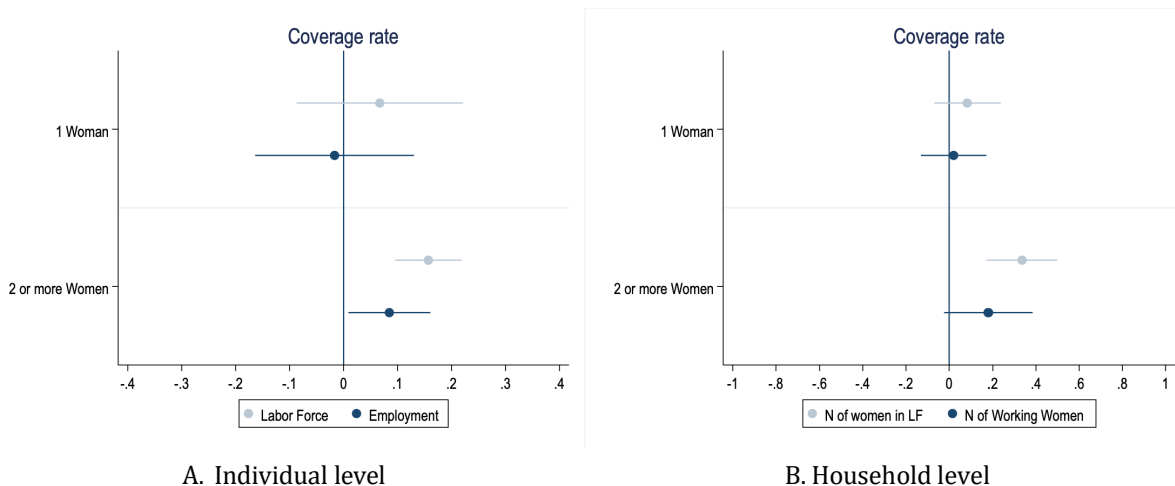 Coverage rate
1 Woman
2 or more Women
-.4 -.3 -.2 -.1 0 .1 .2 .3 .4
Labor Force Employment
A. Individual level
Coverage rate
1 Woman
2 or more Women
-1 -.8 -.6 -.4 -.2 0 .2 .4 .6 .8 1
N of women in LF N of Working Women
B. Household level